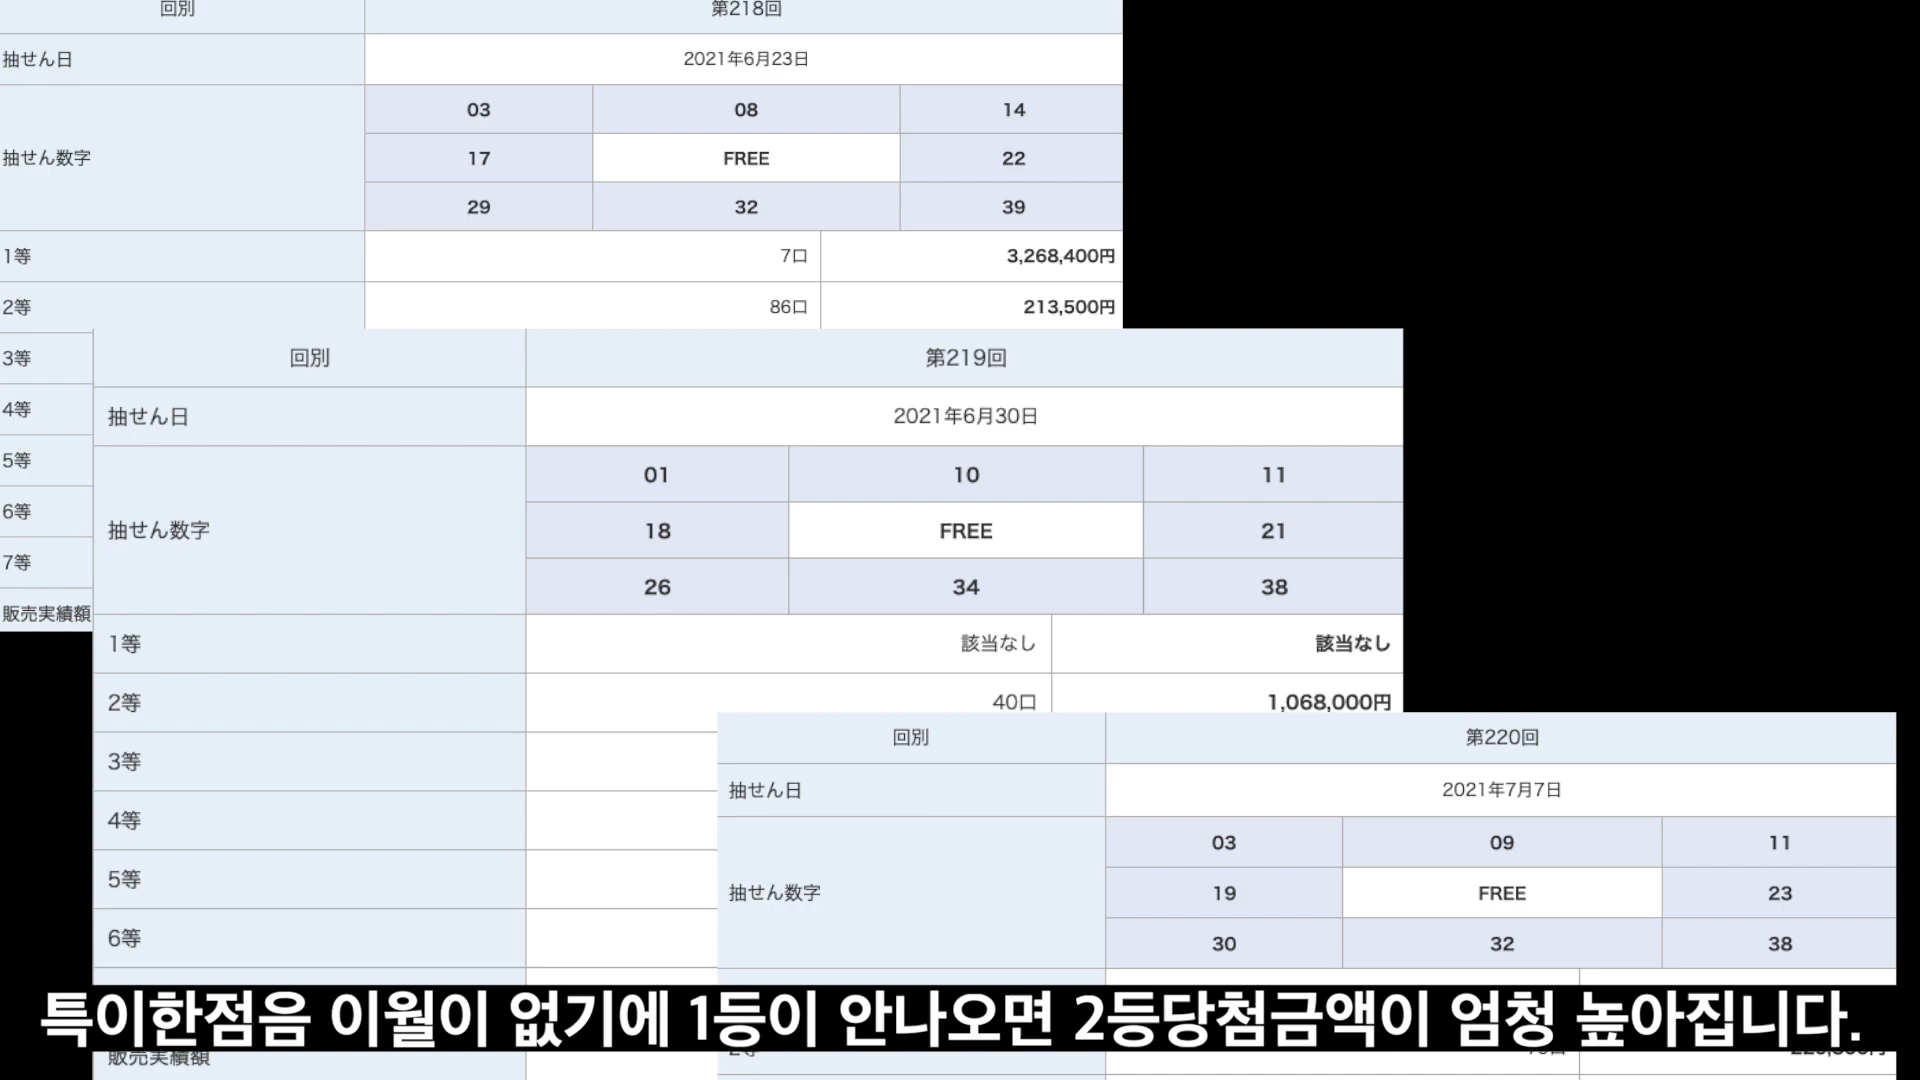 回別 第218回
抽せん日 2021年6月23日
03 08 14
抽せん数字 17 FREE 22
29 32 39
1等 7口 3,268,400円
2等 86口 213,500円
3等
4等
5等
6等
7等
販売実績額
回別 第219回
抽せん日 2021年6月30日
01 10 11
抽せん数字 18 FREE 21
26 34 38
1等 該当なし 該当なし
2等 40口 1,068,000円
3等
4等
5等
6等
販売実績額
回別 第220回
抽せん日 2021年7月7日
03 09 11
抽せん数字 19 FREE 23
30 32 38
특이한점음 이월이 없기에 1등이 안나오면 2등당첨금액이 엄청 높아집니다.